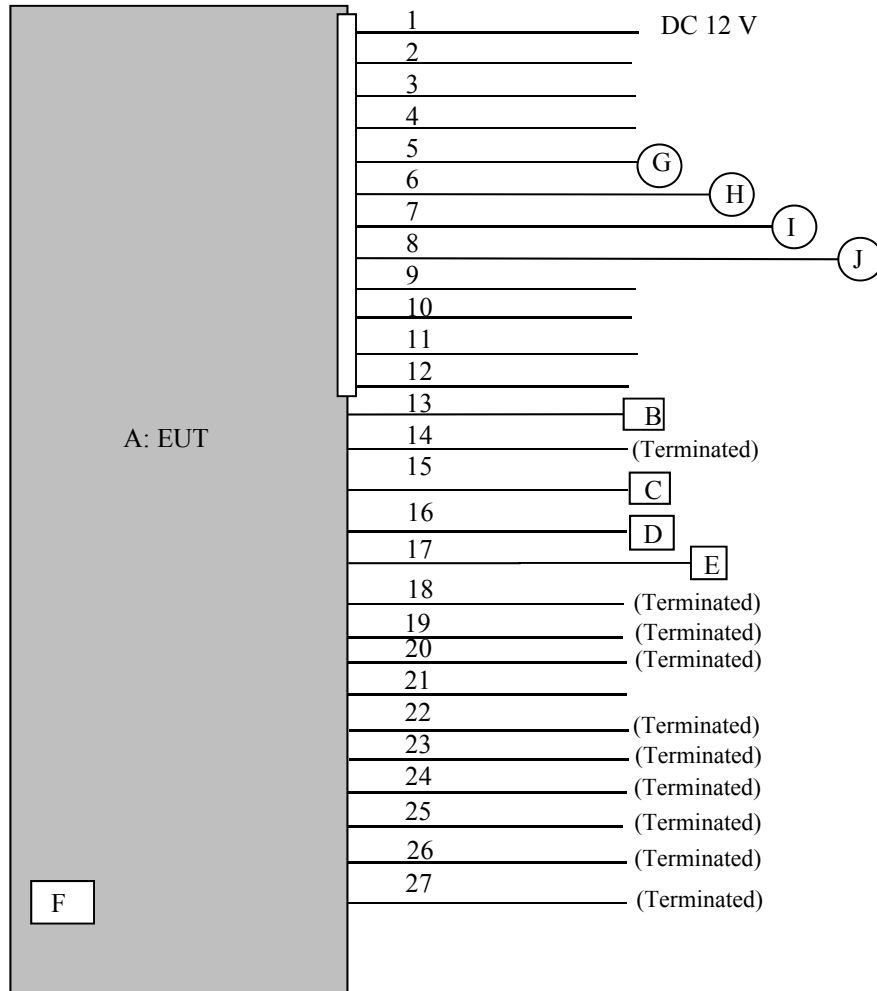 1 DC 12 V
2
3
4
5 G
6 H
7 I
8 J
9
10
11
12
13 B
A: EUT
14 (Terminated)
15 C
16 D
17 E
18 (Terminated)
19 (Terminated)
20 (Terminated)
21
22 (Terminated)
23 (Terminated)
24 (Terminated)
25 (Terminated)
26 (Terminated)
27 (Terminated)
F